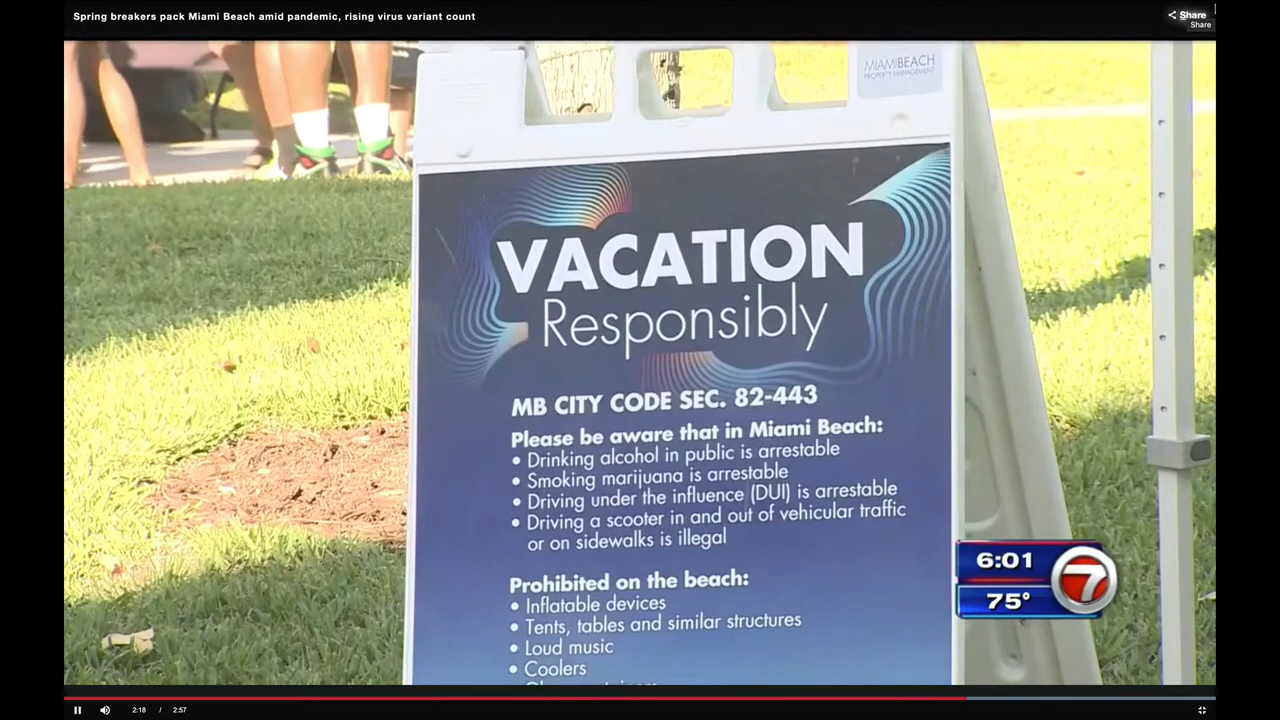 Spring breakers pack Miami Beach amid pandemic, rising virus variant count
Share
Share
MIAMIBEACH
PROPERTY MANAGEMENT
VACATION
Responsibly
MB CITY CODE SEC. 82-443
Please be aware that in Miami Beach:
• Drinking alcohol in public is arrestable
• Smoking marijuana is arrestable
• Driving under the influence (DUI) is arrestable
• Driving a scooter in and out of vehicular traffic
or on sidewalks is illegal
Prohibited on the beach:
• Inflatable devices
• Tents, tables and similar structures
• Loud music
• Coolers
6:01
75°
7
2:18 / 2:57